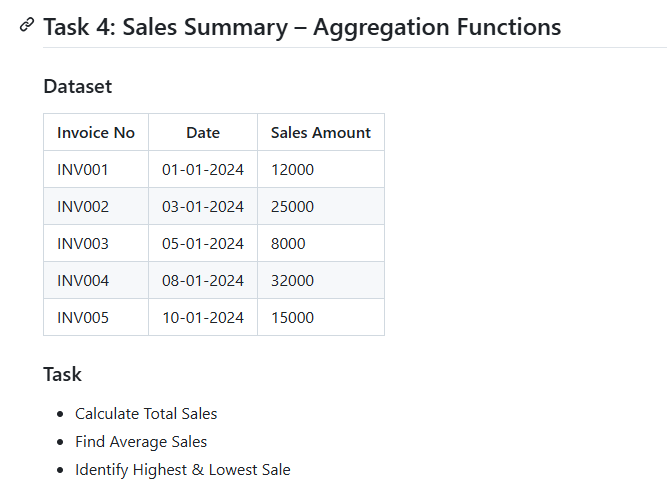 Task 4: Sales Summary – Aggregation Functions
Dataset
Invoice No Date Sales Amount
INV001 01-01-2024 12000
INV002 03-01-2024 25000
INV003 05-01-2024 8000
INV004 08-01-2024 32000
INV005 10-01-2024 15000
Task
• Calculate Total Sales
• Find Average Sales
• Identify Highest & Lowest Sale